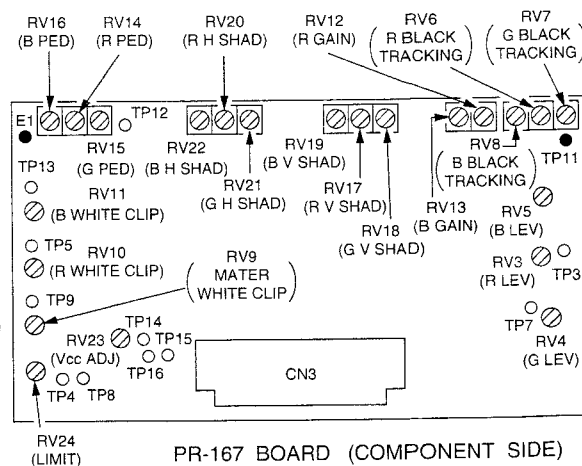 RV16
(B PED)
RV14
(R PED)
RV20
(R H SHAD)
RV12
(R GAIN)
RV6
(R BLACK
TRACKING)
RV7
(G BLACK
TRACKING)
E1
TP12
TP13
RV15
(G PED)
RV22
(B H SHAD)
RV21
(G H SHAD)
RV19
(B V SHAD)
RV17
(R V SHAD)
RV18
(G V SHAD)
RV13
(B GAIN)
RV8
(B BLACK
TRACKING)
TP11
RV11
(B WHITE CLIP)
RV5
(B LEV)
TP5
RV10
(R WHITE CLIP)
RV9
(MATER
WHITE CLIP)
RV3
(R LEV)
TP3
TP9
TP14
RV23
(Vcc ADJ)
TP15
TP16
TP7
RV4
(G LEV)
CN3
TP4
TP8
RV24
(LIMIT)
PR-167 BOARD (COMPONENT SIDE)